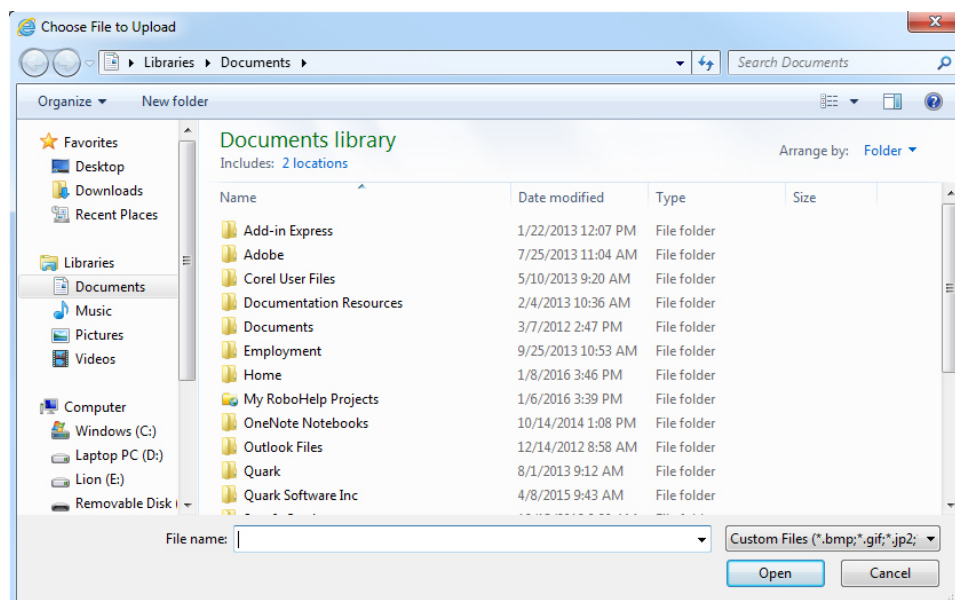 Choose File to Upload
Libraries Documents
Search Documents
Organize New folder
Favorites
Desktop
Downloads
Recent Places
Libraries
Documents
Music
Pictures
Videos
Computer
Windows (C:)
Laptop PC (D:)
Lion (E:)
Removable Disk (
Documents library
Includes: 2 locations
Arrange by: Folder
Name Date modified Type Size
Add-in Express 1/22/2013 12:07 PM File folder
Adobe 7/25/2013 11:04 AM File folder
Corel User Files 5/10/2013 9:20 AM File folder
Documentation Resources 2/4/2013 10:36 AM File folder
Documents 3/7/2012 2:47 PM File folder
Employment 9/25/2013 10:53 AM File folder
Home 1/8/2016 3:46 PM File folder
My RoboHelp Projects 1/6/2016 3:39 PM File folder
OneNote Notebooks 10/14/2014 1:08 PM File folder
Outlook Files 12/14/2012 8:58 AM File folder
Quark 8/1/2013 9:12 AM File folder
Quark Software Inc 4/8/2015 9:43 AM File folder
File name: Custom Files (*.bmp;*.gif;*.jp2;
Open Cancel